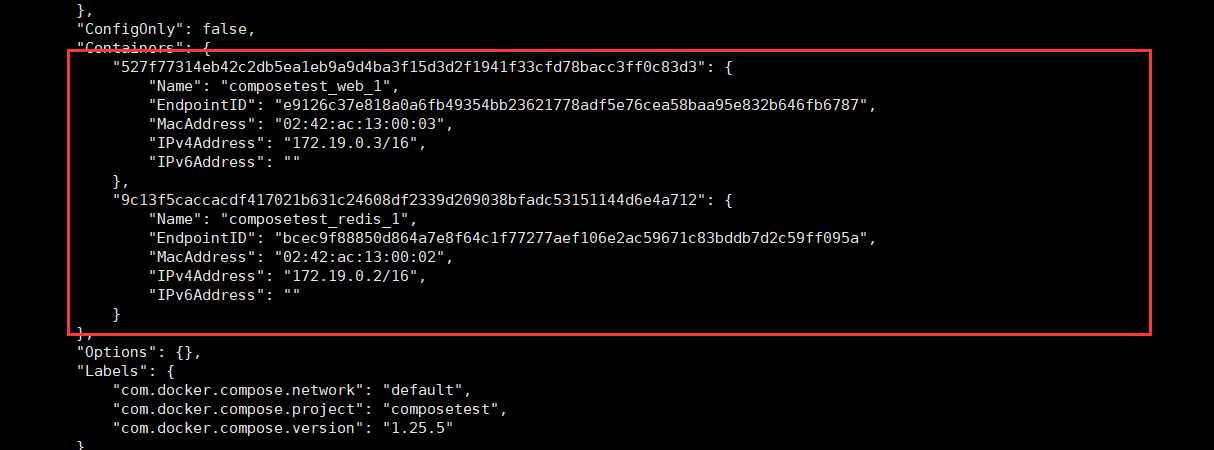 },
"ConfigOnly": false,
"Containers": {
"527f77314eb42c2db5ea1eb9a9d4ba3f15d3d2f1941f33cfd78bacc3ff0c83d3": {
"Name": "composetest_web_1",
"EndpointID": "e9126c37e818a0a6fb49354bb23621778adf5e76cea58baa95e832b646fb6787",
"MacAddress": "02:42:ac:13:00:03",
"IPv4Address": "172.19.0.3/16",
"IPv6Address": ""
},
"9c13f5caccacdf417021b631c24608df2339d209038bfadc53151144d6e4a712": {
"Name": "composetest_redis_1",
"EndpointID": "bcec9f88850d864a7e8f64c1f77277aef106e2ac59671c83bddb7d2c59ff095a",
"MacAddress": "02:42:ac:13:00:02",
"IPv4Address": "172.19.0.2/16",
"IPv6Address": ""
}
},
"Options": {},
"Labels": {
"com.docker.compose.network": "default",
"com.docker.compose.project": "composetest",
"com.docker.compose.version": "1.25.5"
}